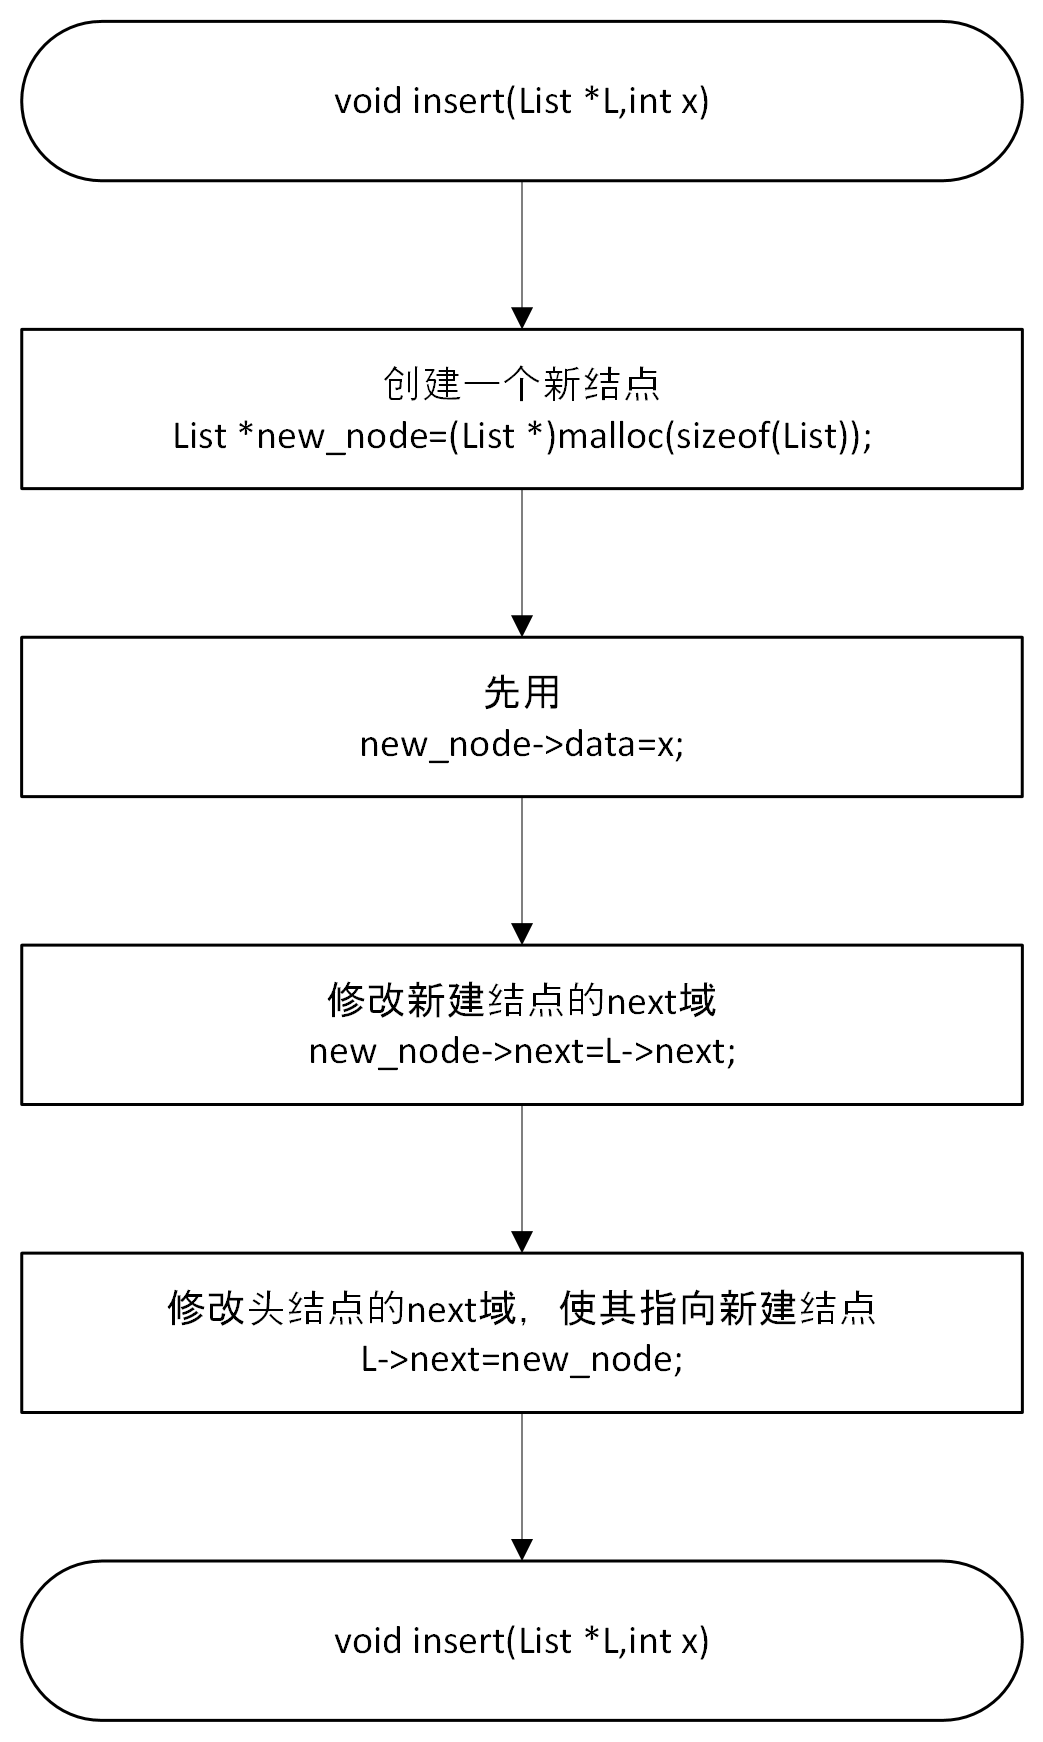 void insert(List *L,int x)
创建一个新结点
List *new_node=(List *)malloc(sizeof(List));
先用
new_node->data=x;
修改新建结点的next域
new_node->next=L->next;
修改头结点的next域，使其指向新建结点
L->next=new_node;
void insert(List *L,int x)